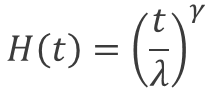 H(t) = (t/λ)^γ